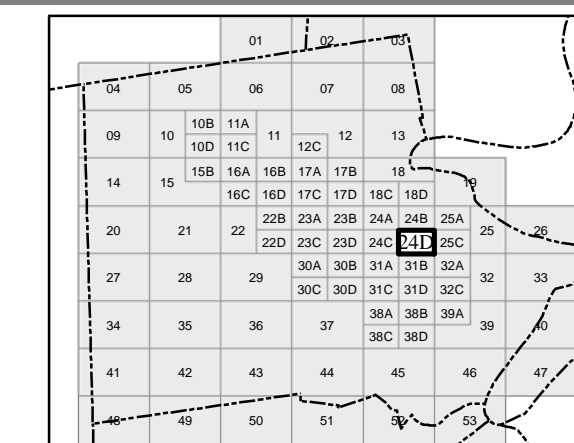 01 02 03
04 05 06 07 08
10B 11A
09 10 11 12 13
10D 11C 12C
15B 16A 16B 17A 17B 18
14 15 19
16C 16D 17C 17D 18C 18D
22B 23A 23B 24A 24B 25A
20 21 22 25 26
22D 23C 23D 24C 24D 25C
30A 30B 31A 31B 32A
27 28 29 32 33
30C 30D 31C 31D 32C
38A 38B 39A
34 35 36 37 39 40
38C 38D
41 42 43 44 45 46 47
48 49 50 51 52 53